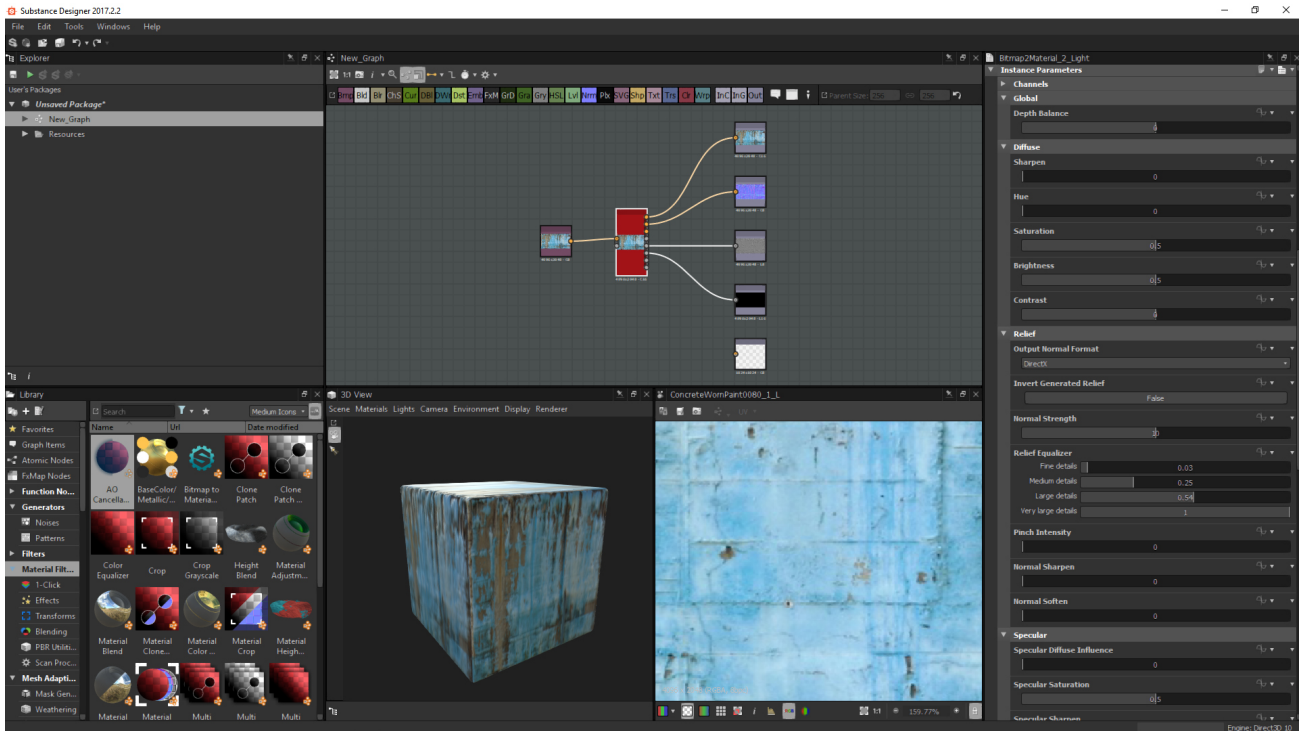 Substance Designer 2017.2.2
File Edit Tools Windows Help
Explorer
User's Packages
Unsaved Package*
New_Graph
Resources
New_Graph
1:1
Bmp Bld Blr ChS Cur DBl DWr Dst Emb FxM GrD Gra Gry HSL Lvl Nrm Plx SVG Shp Txt Trs Clr Wrp InC InG Out Parent Size: 256 256
Library
Search Medium Icons
Name Url Date modified
Favorites
Graph Items
Atomic Nodes
FxMap Nodes
Function No...
Generators
Noises
Patterns
Filters
Material Filt...
1-Click
Effects
Transforms
Blending
PBR Utiliti...
Scan Proc...
Mesh Adapti...
Mask Gen...
Weathering
AO Cancella...
BaseColor/ Metallic/...
Bitmap to Materia...
Clone Patch
Clone Patch ...
Color Equalizer
Crop
Crop Grayscale
Height Blend
Material Adjustm...
Material Blend
Material Clone...
Material Color ...
Material Crop
Material Heigh...
Material
Material
Multi
Multi
Multi
3D View
Scene Materials Lights Camera Environment Display Renderer
ConcreteWornPaint0080_1_L
1:1 159.77%
Bitmap2Material_2_Light
Instance Parameters
Channels
Global
Depth Balance
0
Diffuse
Sharpen
0
Hue
0
Saturation
0.5
Brightness
0.5
Contrast
0
Relief
Output Normal Format
DirectX
Invert Generated Relief
False
Normal Strength
10
Relief Equalizer
Fine details 0.03
Medium details 0.25
Large details 0.54
Very large details 1
Pinch Intensity
0
Normal Sharpen
0
Normal Soften
0
Specular
Specular Diffuse Influence
0
Specular Saturation
0.5
Specular Sharpen
Engine: Direct3D 10